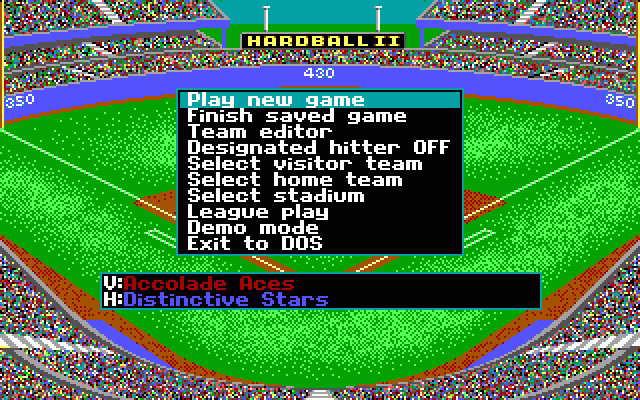 HARDBALL II
430
350
350
Play new game
Finish saved game
Team editor
Designated hitter OFF
Select visitor team
Select home team
Select stadium
League play
Demo mode
Exit to DOS
V:Accolade Aces
H:Distinctive Stars